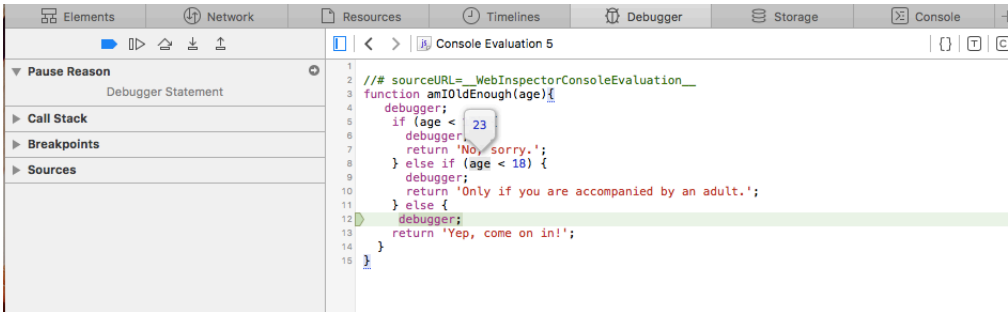 Elements Network Resources Timelines Debugger Storage Console
Console Evaluation 5 {} T C
Pause Reason
Debugger Statement
Call Stack
Breakpoints
Sources
1
2 //# sourceURL=__WebInspectorConsoleEvaluation__
3 function amIOldEnough(age){
4 debugger;
5 if (age < {
23
6 debugger
7 return 'No, sorry.';
8 } else if (age < 18) {
9 debugger;
10 return 'Only if you are accompanied by an adult.';
11 } else {
12 debugger;
13 return 'Yep, come on in!';
14 }
15 }